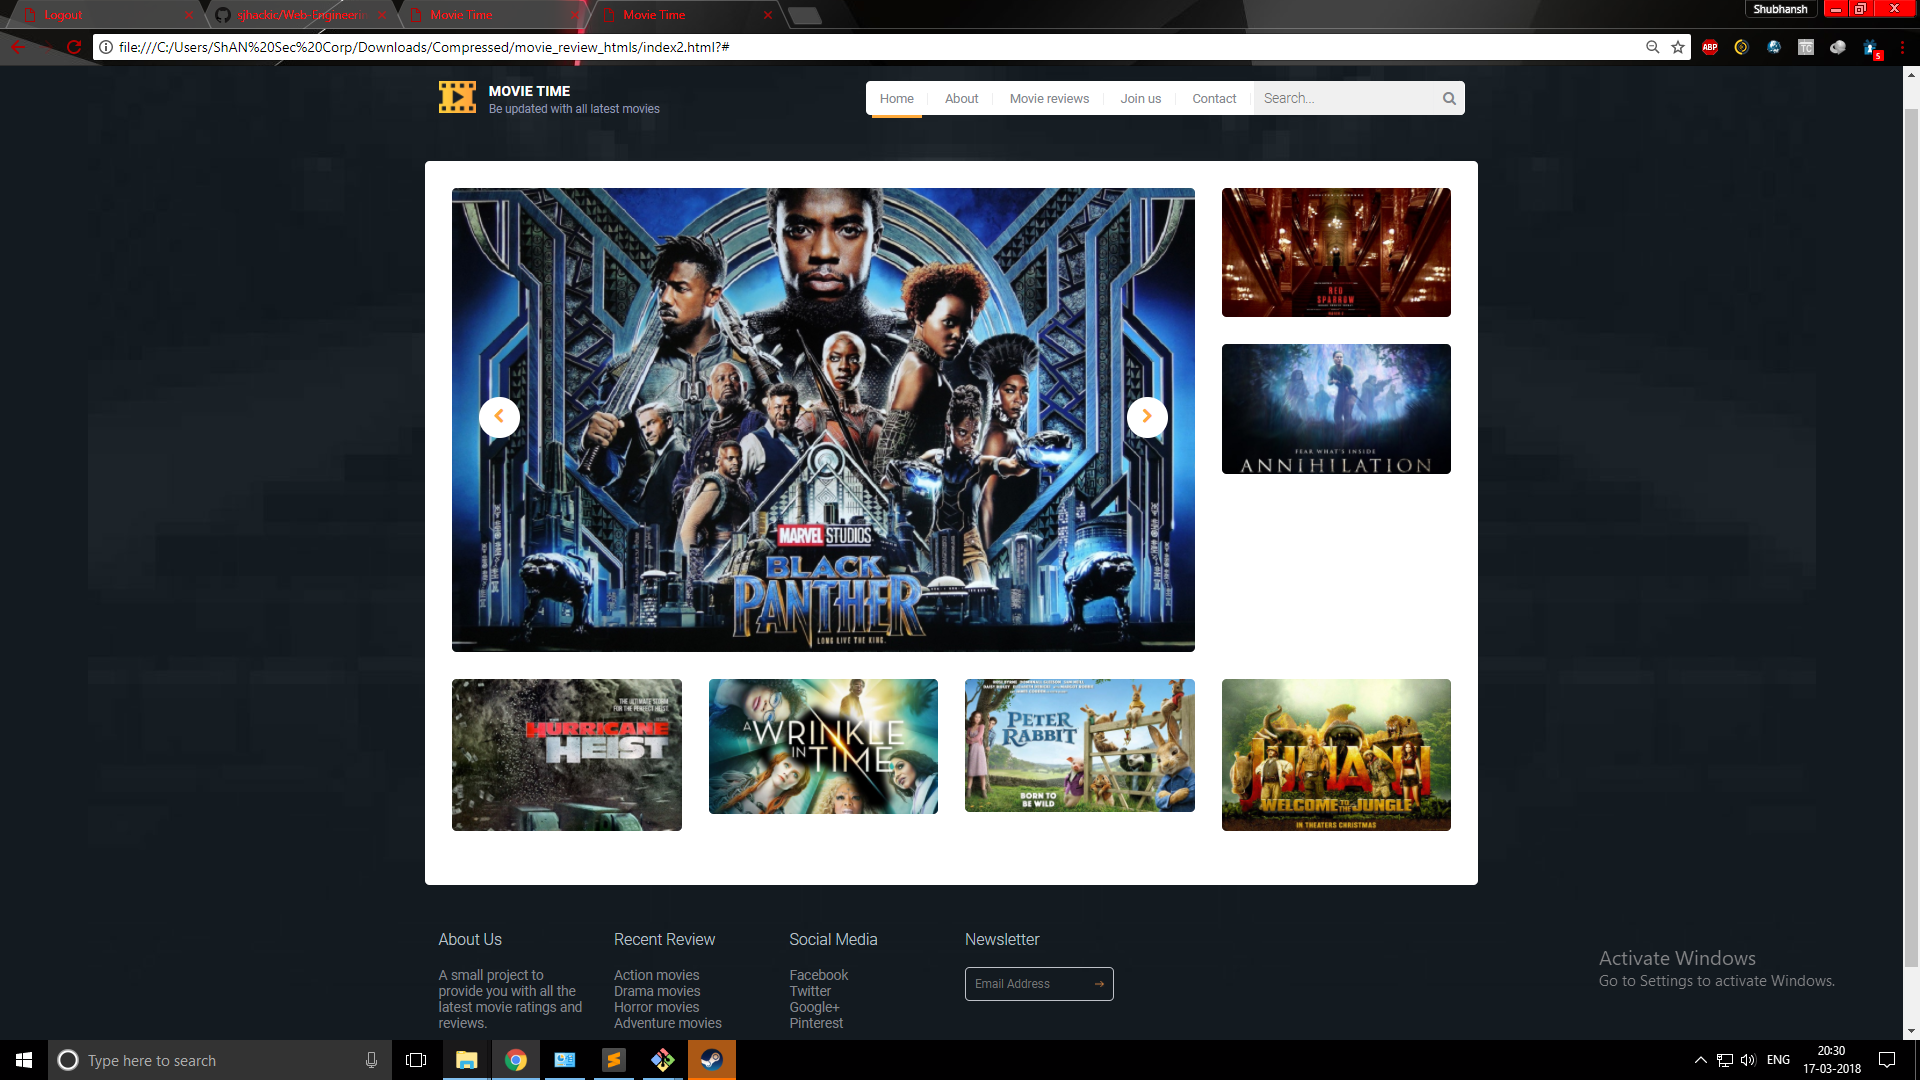 Logout
Movie Time
Movie Time
Shubhansh
file:///C:/Users/ShAN%20Sec%20Corp/Downloads/Compressed/movie_review_htmls/index2.html?#
ABP
TC
5
MOVIE TIME
Be updated with all latest movies
Home
About
Movie reviews
Join us
Contact
Search...
RED
SPARROW
FEAR WHAT'S INSIDE
ANNIHILATION
MARVEL STUDIOS
BLACK
PANTHER
LONG LIVE THE KING.
THE ULTIMATE STORM
FOR THE PERFECT HEIST
HURRICANE
HEIST
A WRINKLE
IN TIME
PETER
RABBIT
BORN TO
BE WILD
JUMANJI
WELCOME TO THE JUNGLE
IN THEATERS CHRISTMAS
About Us
A small project to
provide you with all the
latest movie ratings and
reviews.
Recent Review
Action movies
Drama movies
Horror movies
Adventure movies
Social Media
Facebook
Twitter
Google+
Pinterest
Newsletter
Email Address
Activate Windows
Go to Settings to activate Windows.
Type here to search
ENG
20:30
17-03-2018